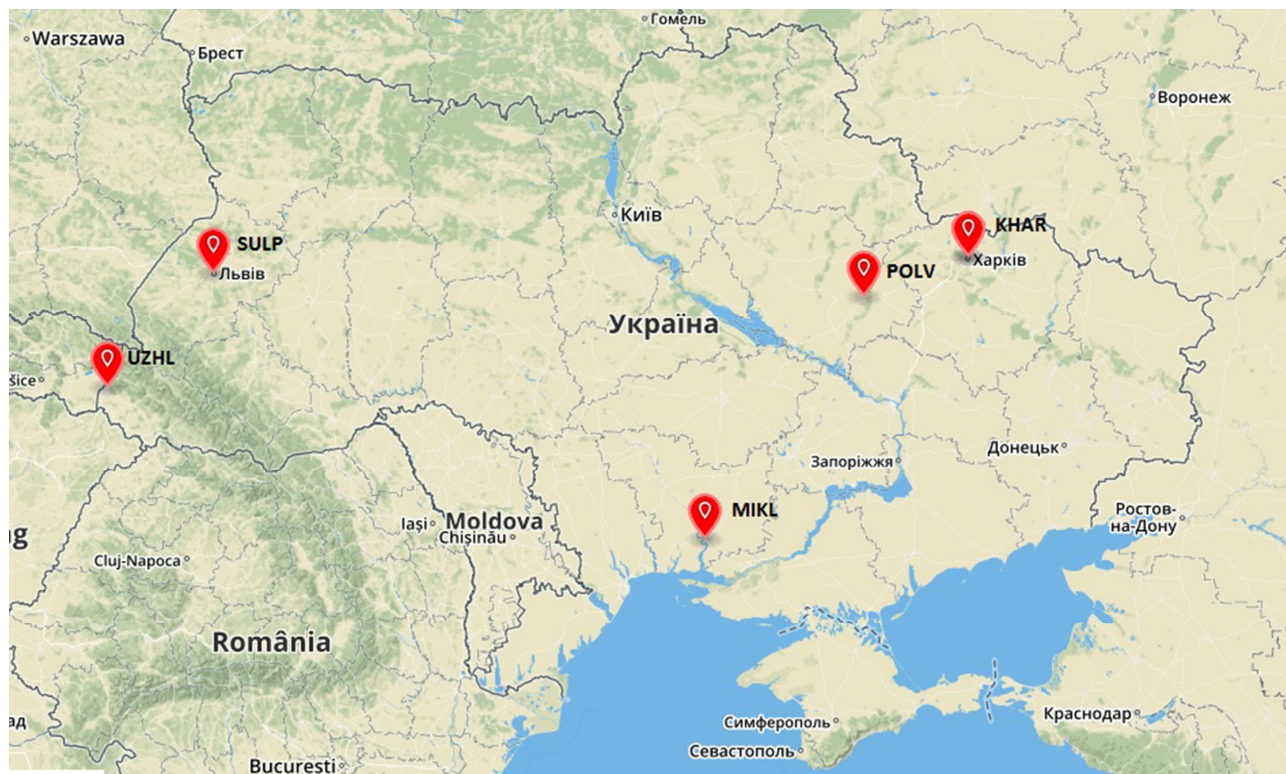 Гомель
Warszawa
Брест
Воронеж
Київ
KHAR
SULP
Львів
Харків
POLV
Україна
UZHL
šice
Донецьк
Запоріжжя
MIKL
Ростов-
на-Дону
Iași
Moldova
Chișinău
g
Cluj-Napoca
România
Краснодар
ад
Симферополь
Севастополь
București